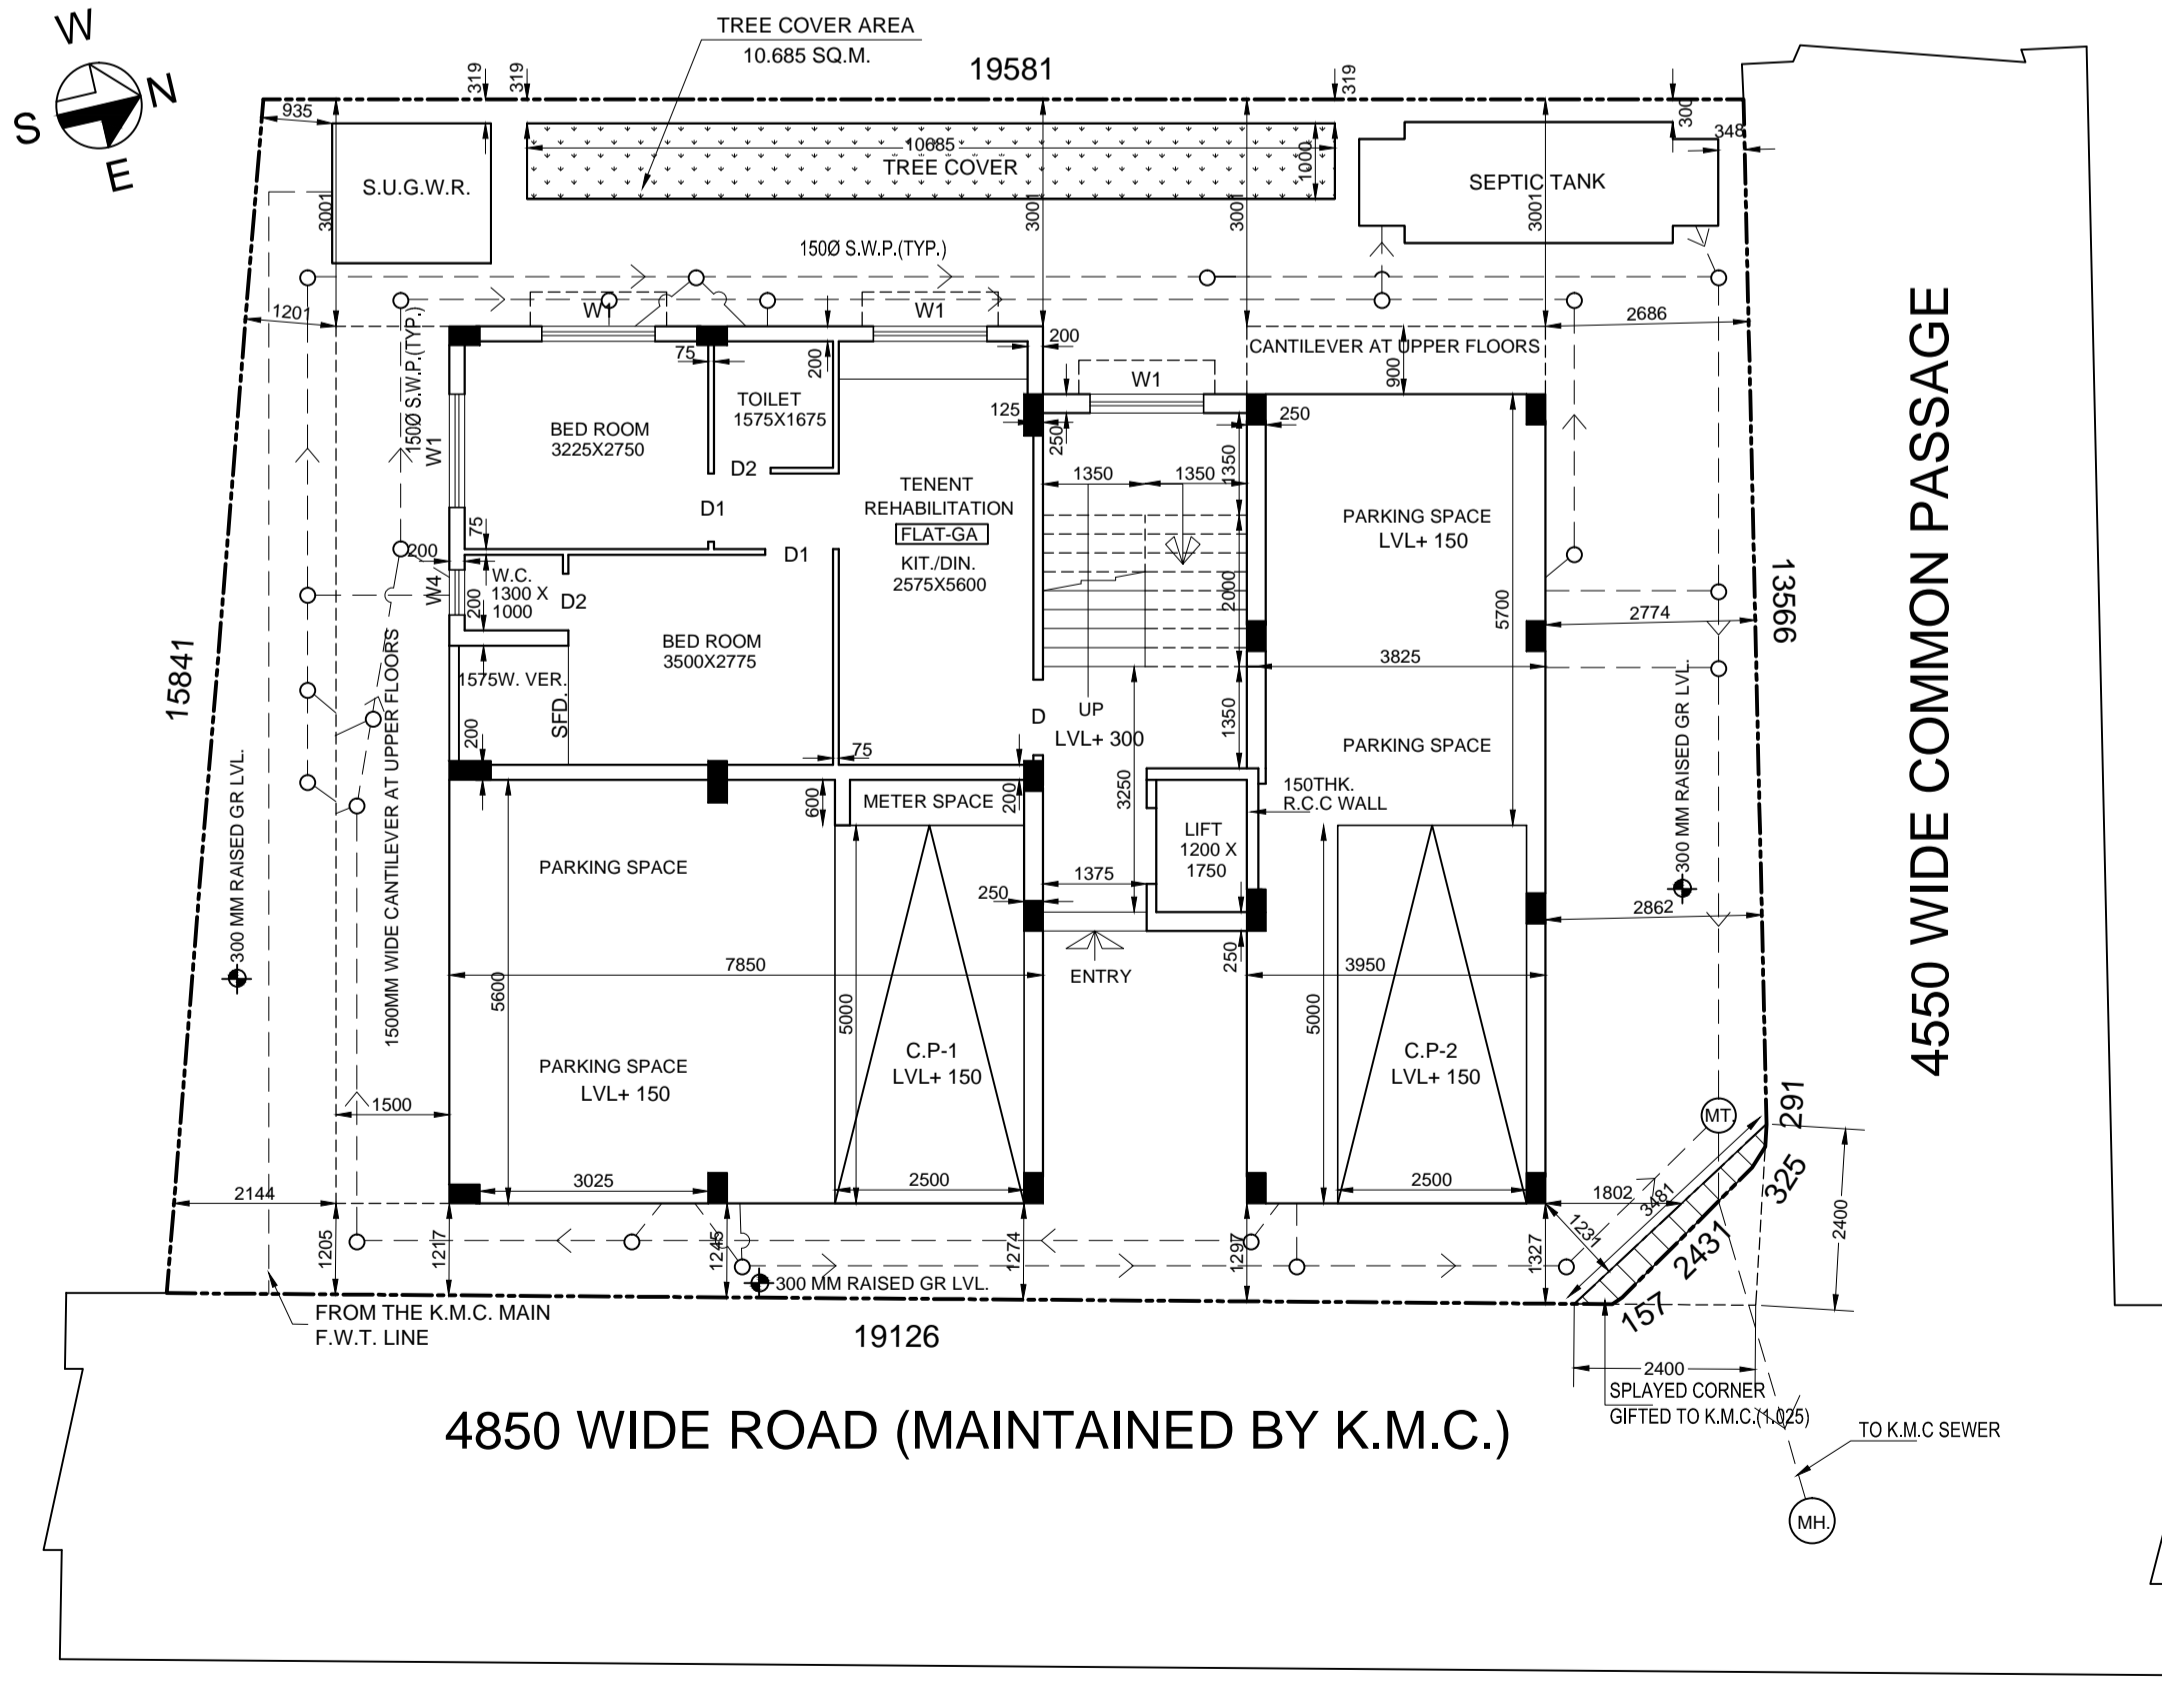 W
N
S
E
TREE COVER AREA
10.685 SQ.M.
19581
319
319
319
300
348
935
10685
TREE COVER
1000
S.U.G.W.R.
SEPTIC TANK
3001
3001
3001
3001
150Ø S.W.P.(TYP.)
150Ø S.W.P.(TYP.)
1201
2686
W1
W1
W1
W1
W4
200
CANTILEVER AT UPPER FLOORS
900
75
200
TOILET
1575X1675
BED ROOM
3225X2750
125
250
250
D2
D1
D1
D2
1350
1350
1350
TENENT
REHABILITATION
FLAT-GA
KIT./DIN.
2575X5600
PARKING SPACE
LVL+ 150
75
200
W.C.
1300 X
1000
200
2000
5700
BED ROOM
3500X2775
3825
2774
13566
15841
1575W. VER.
SFD.
200
D
UP
LVL+ 300
1350
3250
PARKING SPACE
75
150THK.
R.C.C WALL
METER SPACE
600
200
LIFT
1200 X
1750
1375
250
250
PARKING SPACE
300 MM RAISED GR LVL.
300 MM RAISED GR LVL.
1500MM WIDE CANTILEVER AT UPPER FLOORS
2862
4550 WIDE COMMON PASSAGE
7850
5600
5000
ENTRY
3950
5000
C.P-1
LVL+ 150
C.P-2
LVL+ 150
PARKING SPACE
LVL+ 150
1500
MT.
291
325
2400
2144
3025
2500
2500
1802
3481
1231
2431
157
1205
1217
1245
1274
1297
1327
300 MM RAISED GR LVL.
FROM THE K.M.C. MAIN
F.W.T. LINE
19126
2400
SPLAYED CORNER
GIFTED TO K.M.C.(1.025)
4850 WIDE ROAD (MAINTAINED BY K.M.C.)
TO K.M.C SEWER
MH.